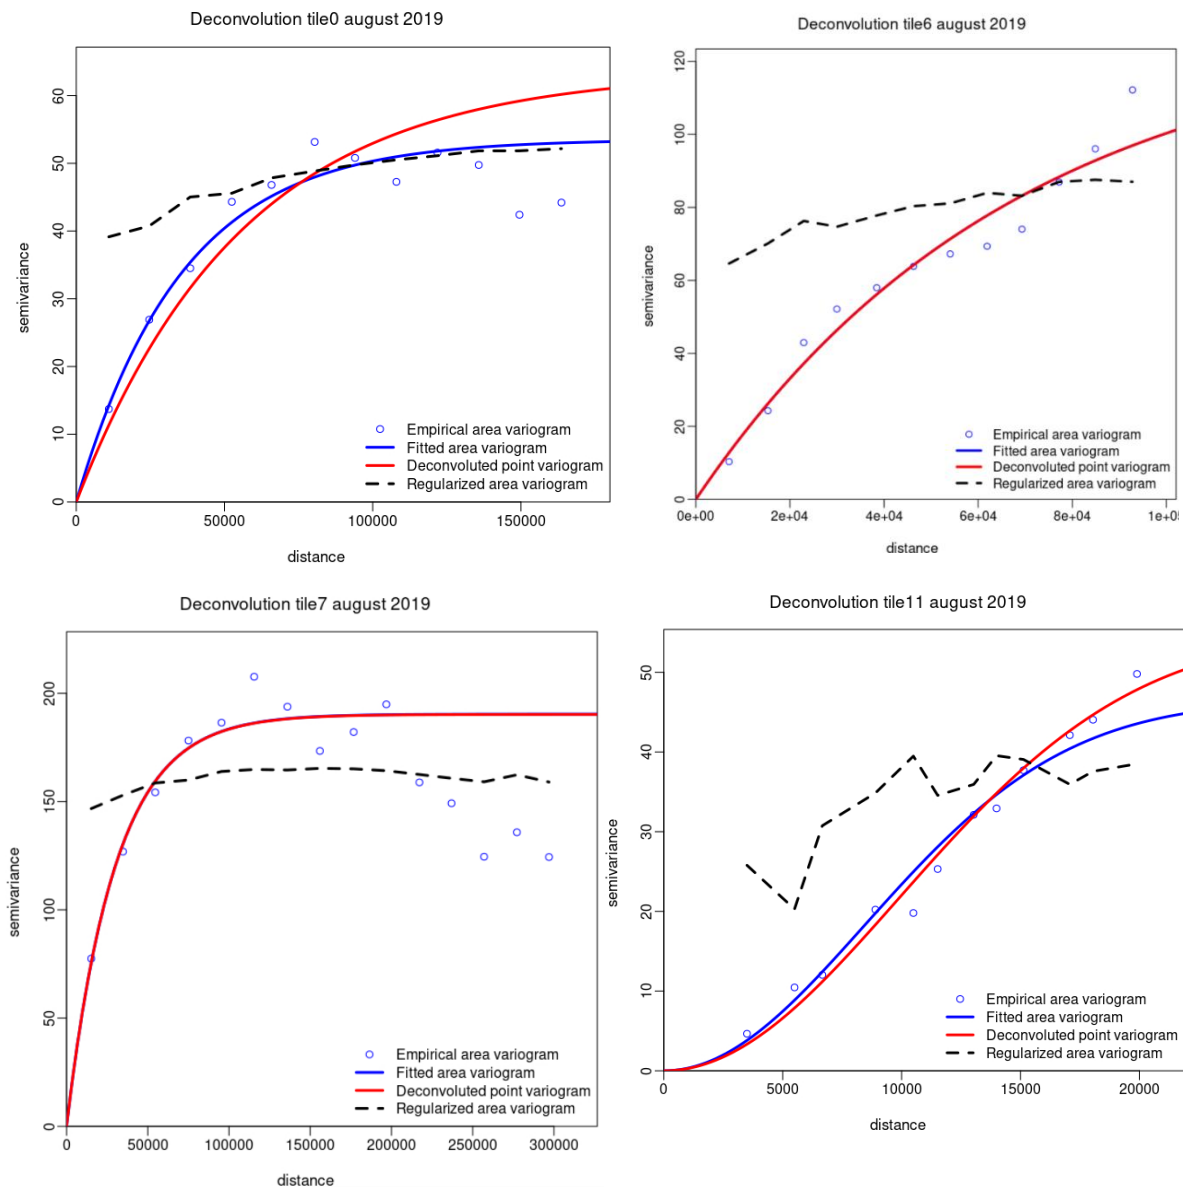 Deconvolution tile0 august 2019
semivariance
60
50
40
30
20
10
0
Empirical area variogram
Fitted area variogram
Deconvoluted point variogram
Regularized area variogram
0 50000 100000 150000
distance
Deconvolution tile6 august 2019
semivariance
120
100
80
60
40
20
0
Empirical area variogram
Fitted area variogram
Deconvoluted point variogram
Regularized area variogram
0e+00 2e+04 4e+04 6e+04 8e+04 1e+0
distance
Deconvolution tile7 august 2019
semivariance
200
150
100
50
0
Empirical area variogram
Fitted area variogram
Deconvoluted point variogram
Regularized area variogram
0 50000 100000 150000 200000 250000 300000
distance
Deconvolution tile11 august 2019
semivariance
50
40
30
20
10
0
Empirical area variogram
Fitted area variogram
Deconvoluted point variogram
Regularized area variogram
0 5000 10000 15000 20000
distance